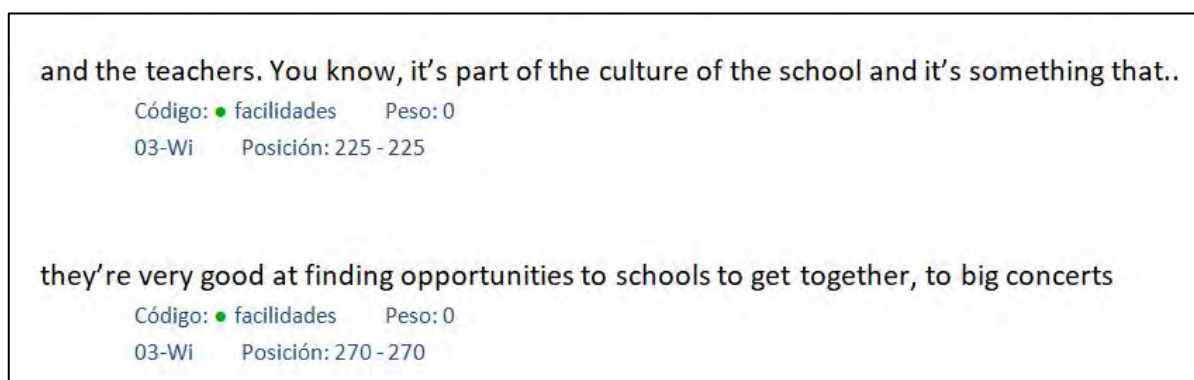 and the teachers. You know, it’s part of the culture of the school and it’s something that..
Código: ● facilidades Peso: 0
03-Wi Posición: 225 - 225
they’re very good at finding opportunities to schools to get together, to big concerts
Código: ● facilidades Peso: 0
03-Wi Posición: 270 - 270